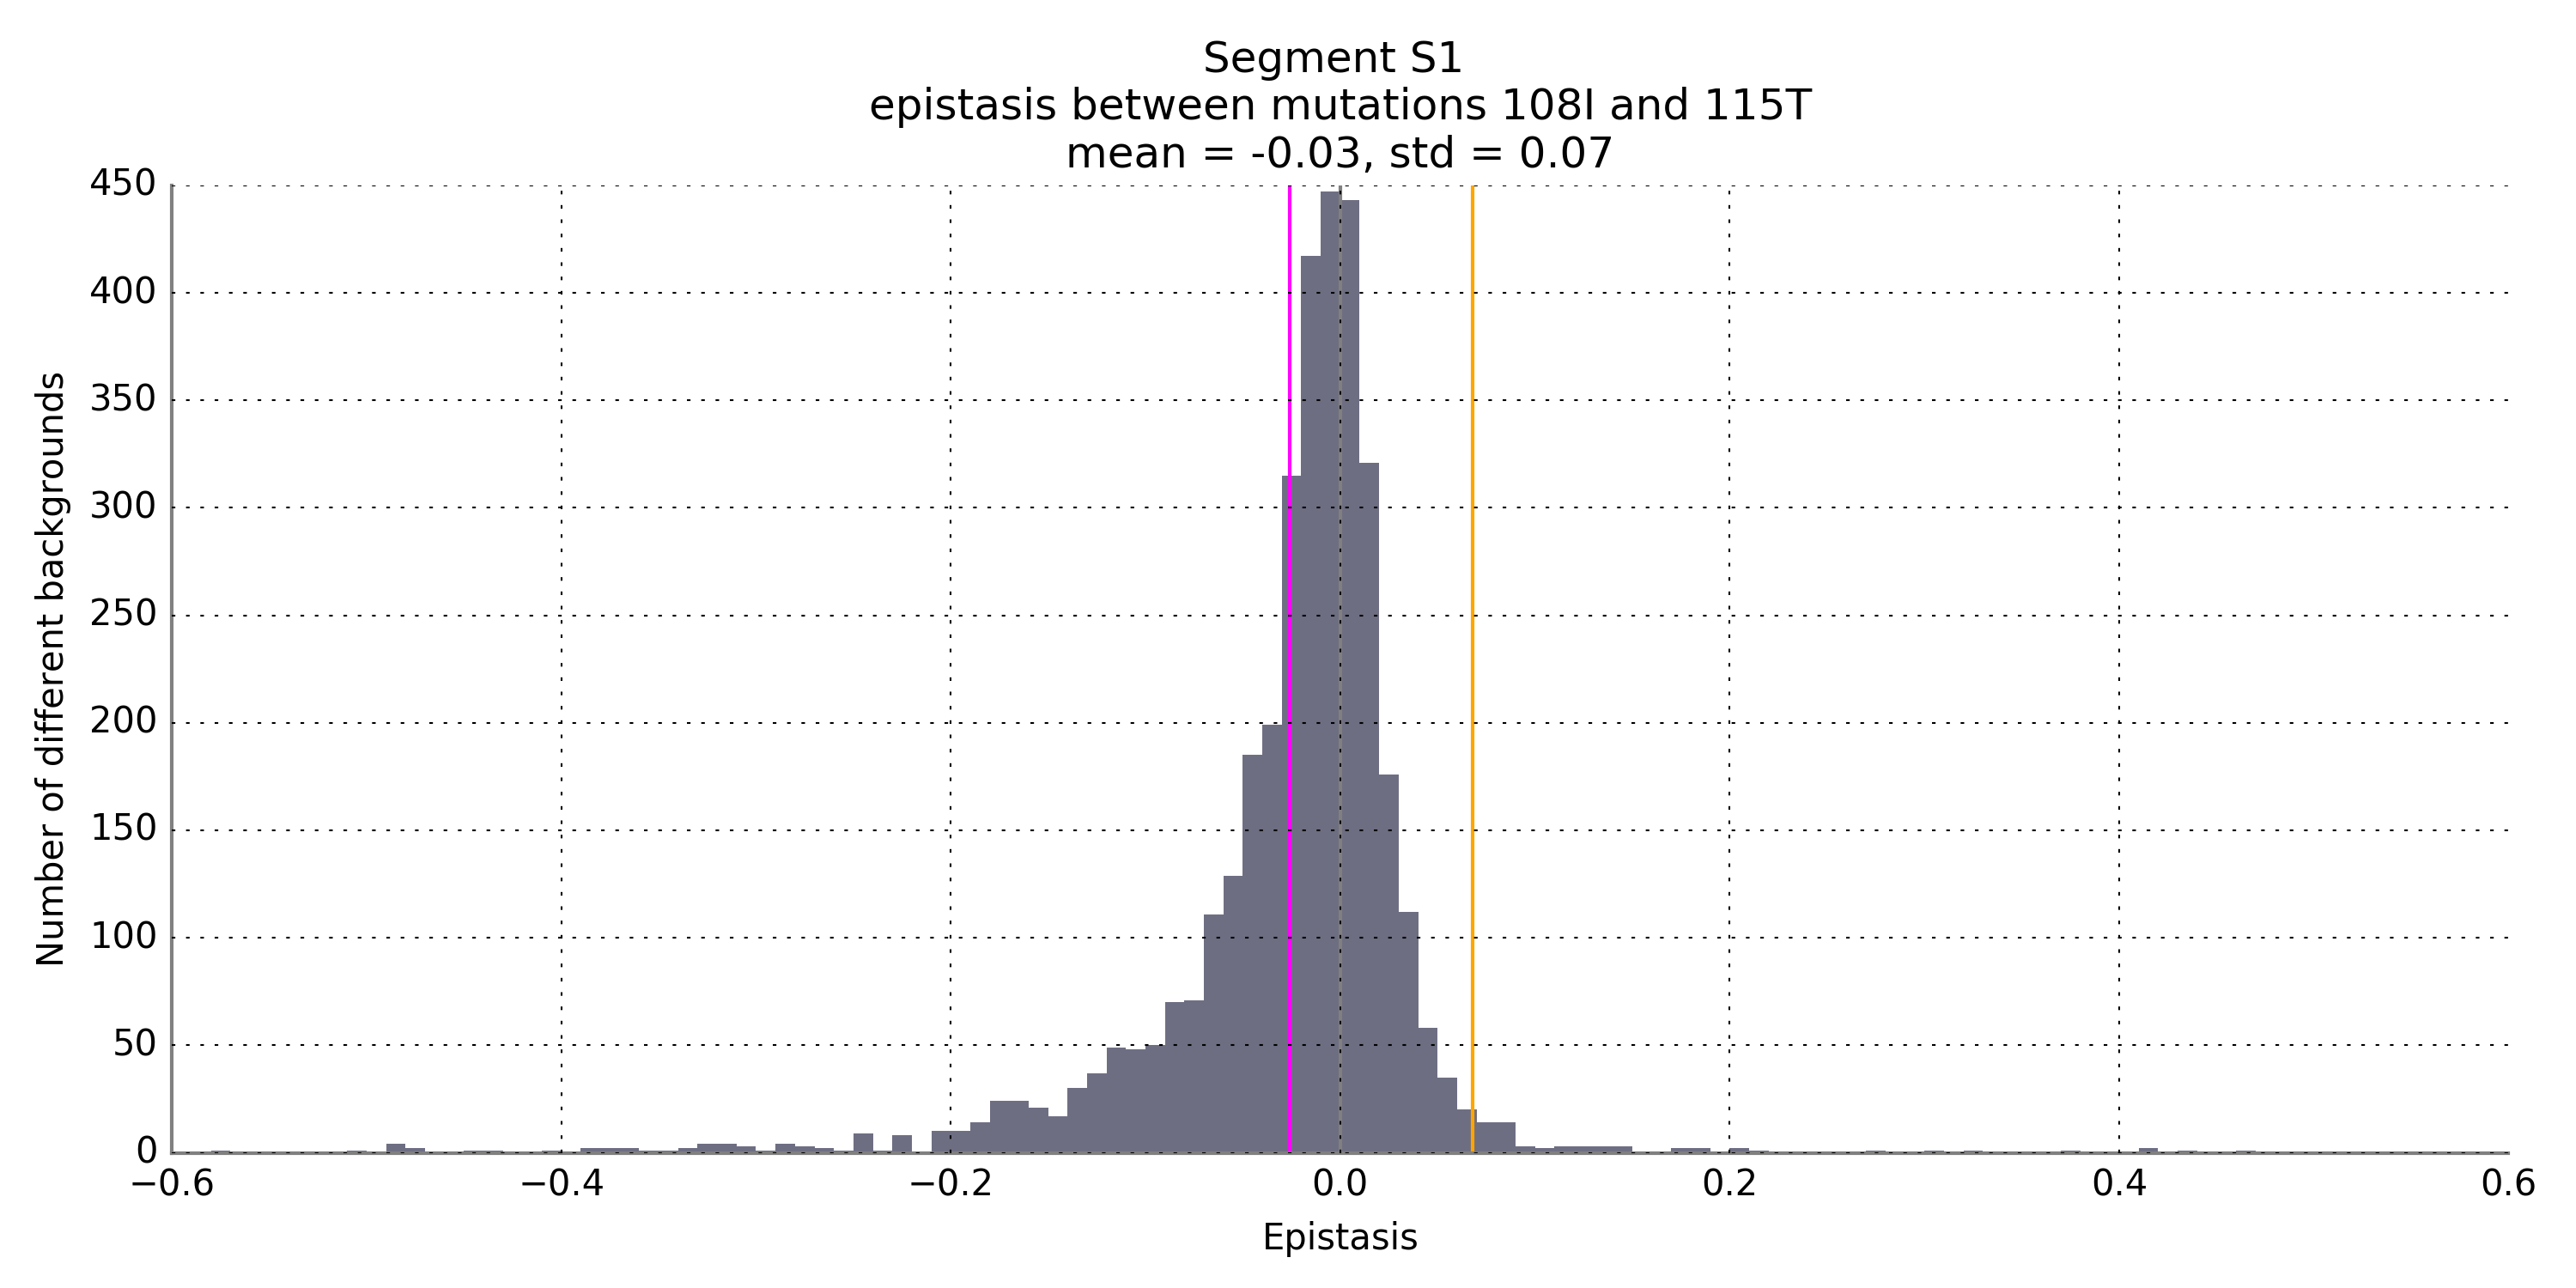 Segment S1
epistasis between mutations 108I and 115T
mean = -0.03, std = 0.07
Number of different backgrounds
450
400
350
300
250
200
150
100
50
0
−0.6 −0.4 −0.2 0.0 0.2 0.4 0.6
Epistasis